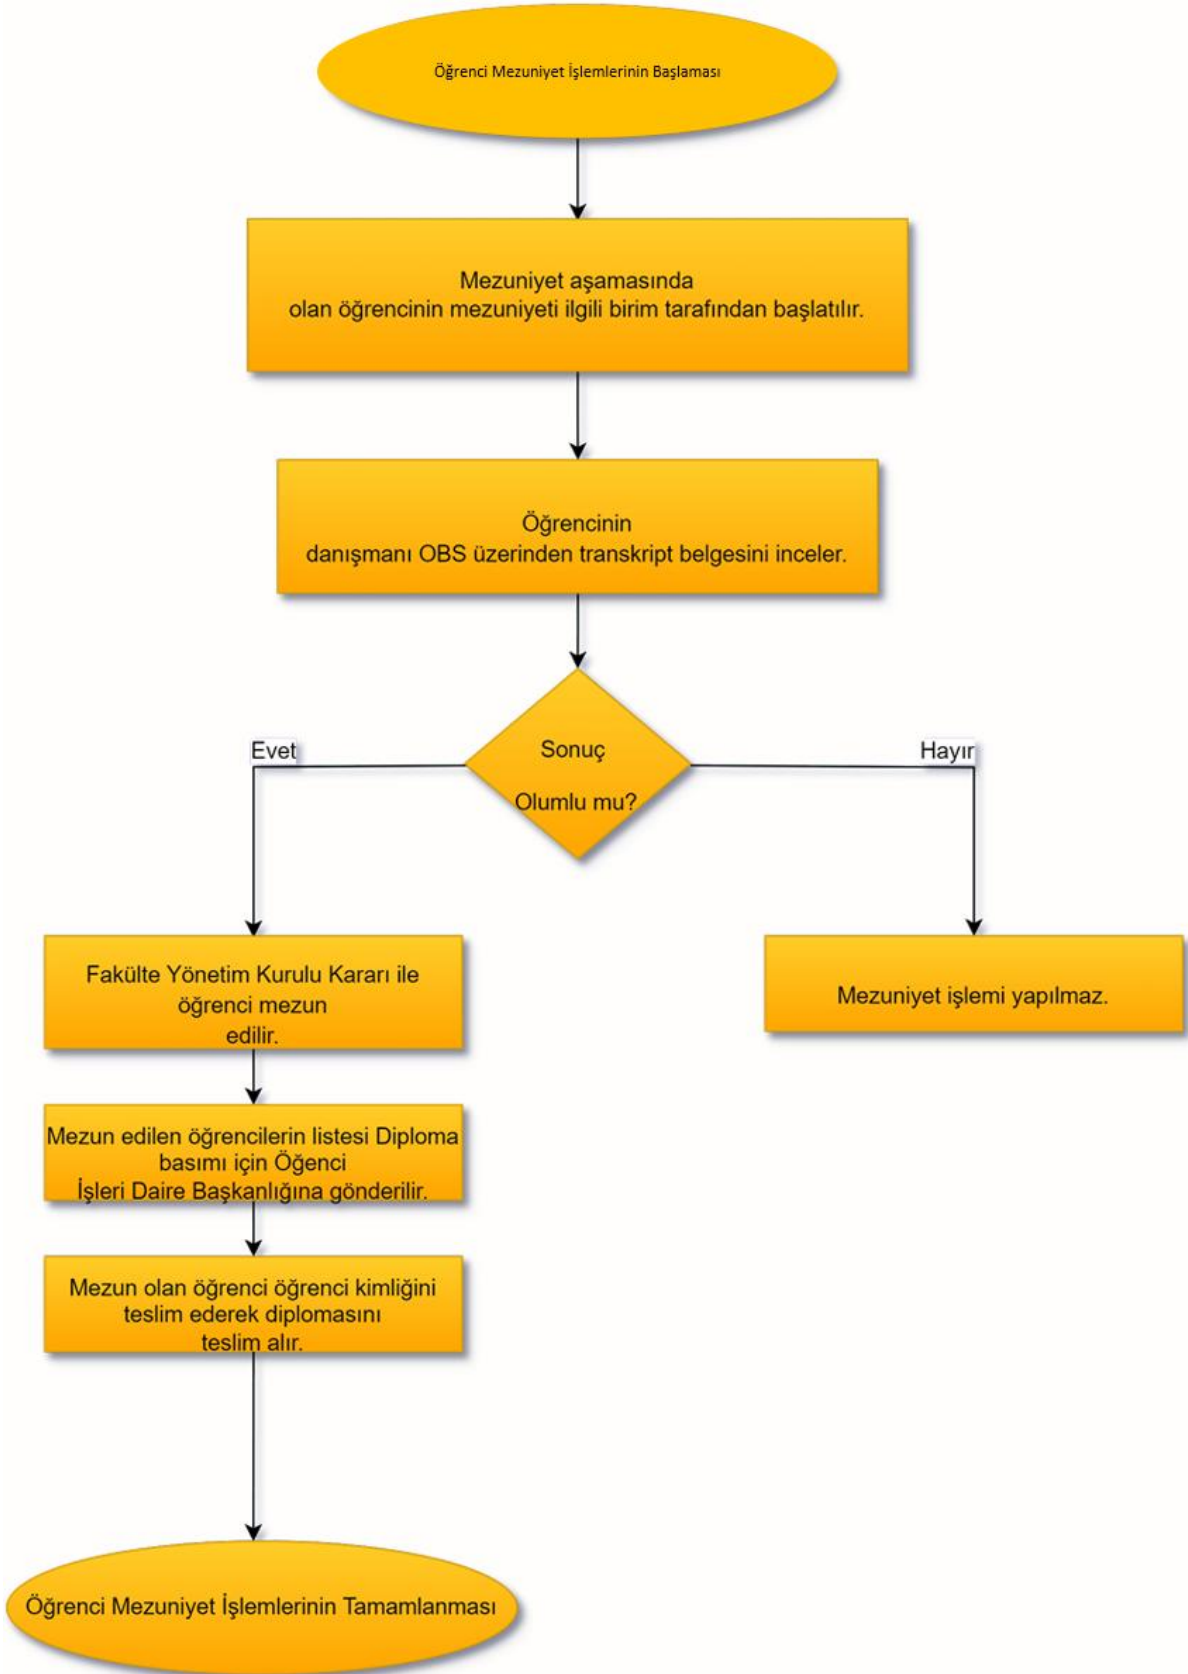 Öğrenci Mezuniyet İşlemlerinin Başlaması
Mezuniyet aşamasında
olan öğrencinin mezuniyeti ilgili birim tarafından başlatılır.
Öğrencinin
danışmanı OBS üzerinden transkript belgesini inceler.
Sonuç
Olumlu mu?
Evet
Hayır
Fakülte Yönetim Kurulu Kararı ile
öğrenci mezun
edilir.
Mezuniyet işlemi yapılmaz.
Mezun edilen öğrencilerin listesi Diploma
basımı için Öğenci
İşleri Daire Başkanlığına gönderilir.
Mezun olan öğrenci öğrenci kimliğini
teslim ederek diplomasını
teslim alır.
Öğrenci Mezuniyet İşlemlerinin Tamamlanması